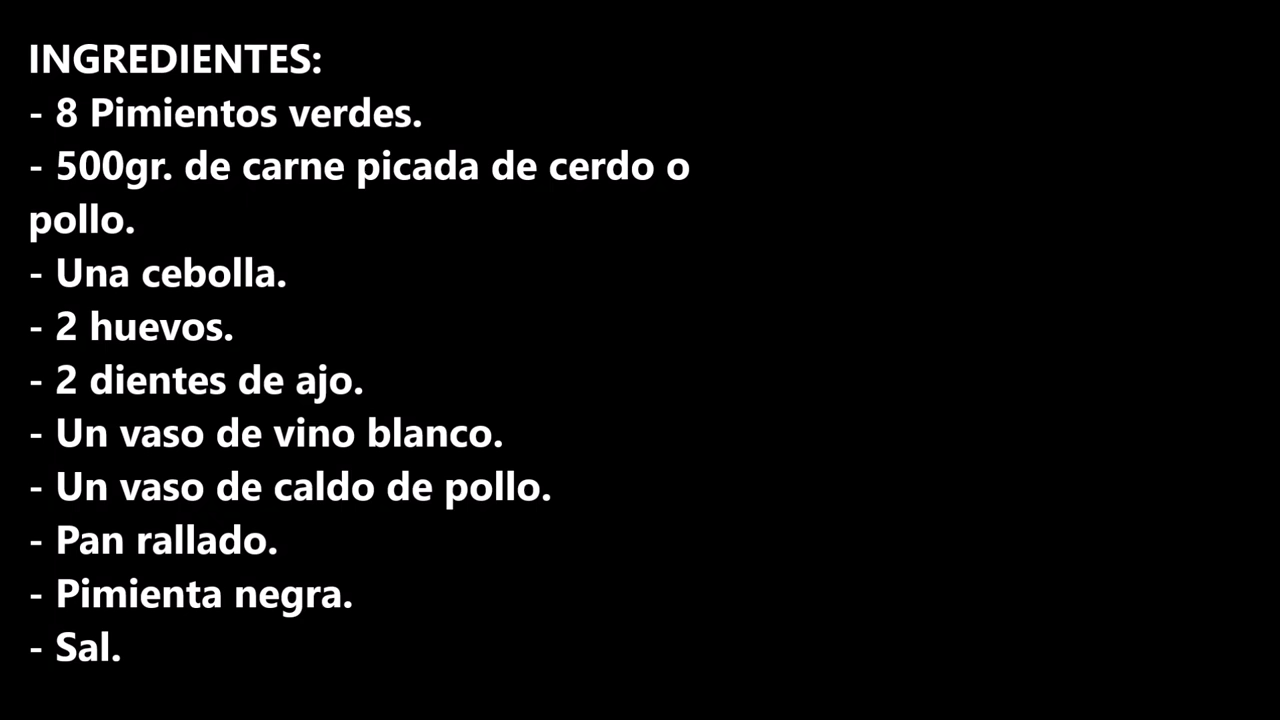 INGREDIENTES:
- 8 Pimientos verdes.
- 500gr. de carne picada de cerdo o
pollo.
- Una cebolla.
- 2 huevos.
- 2 dientes de ajo.
- Un vaso de vino blanco.
- Un vaso de caldo de pollo.
- Pan rallado.
- Pimienta negra.
- Sal.